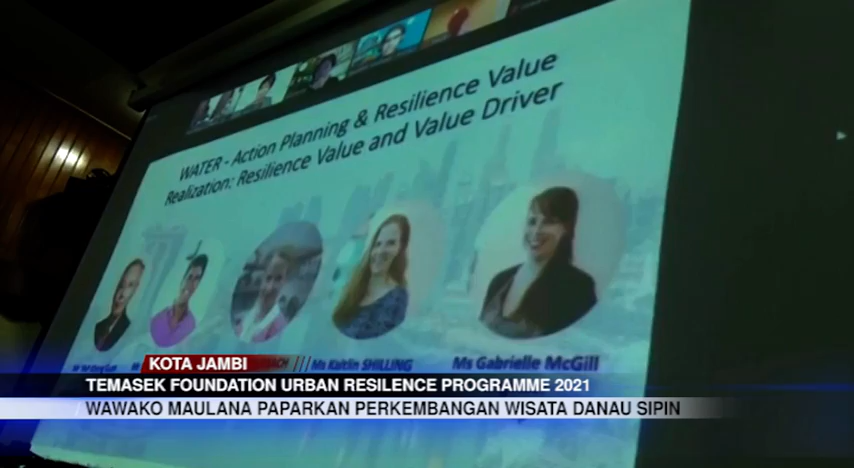 WATER - Action Planning & Resilience Value
Realization: Resilience Value and Value Driver
Ms Kaitlin SHILLING
Ms Gabrielle McGill
KOTA JAMBI
TEMASEK FOUNDATION URBAN RESILENCE PROGRAMME 2021
WAWAKO MAULANA PAPARKAN PERKEMBANGAN WISATA DANAU SIPIN